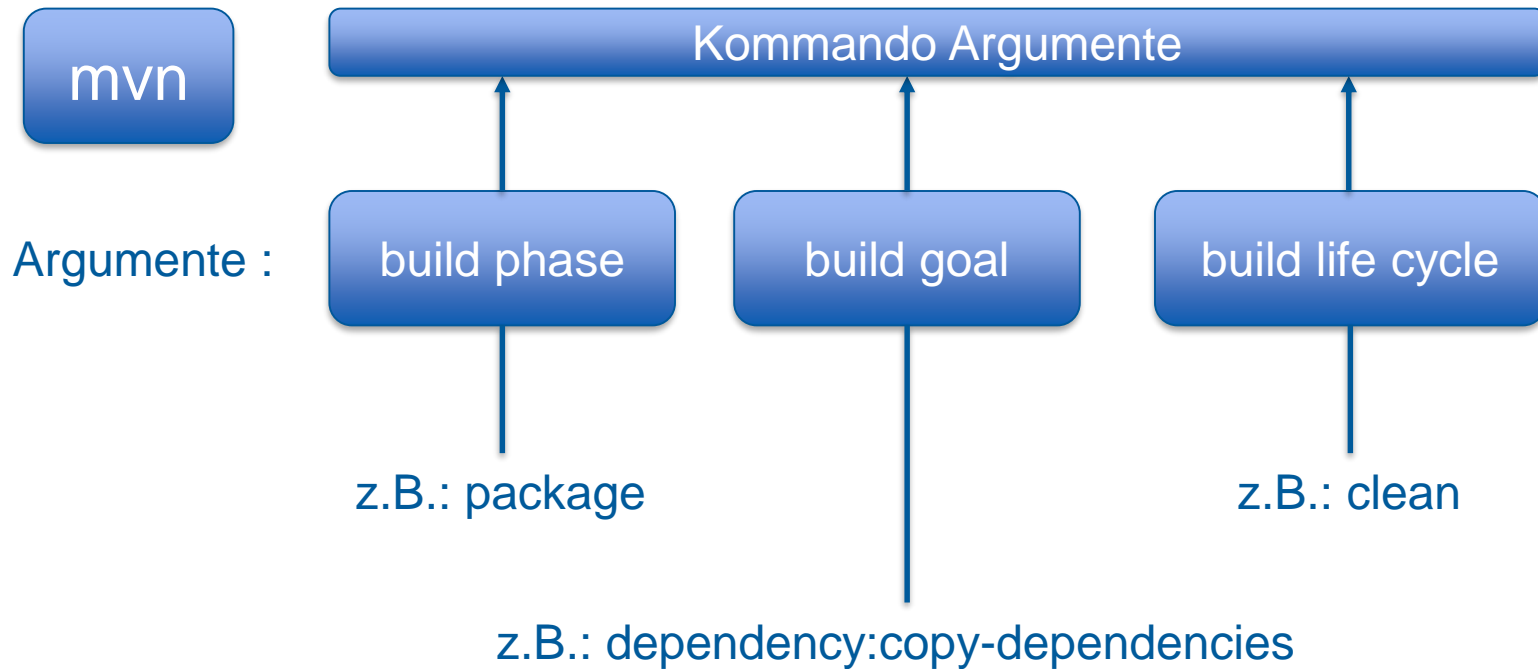 mvn
Kommando Argumente
Argumente :
build phase
build goal
build life cycle
z.B.: package
z.B.: clean
z.B.: dependency:copy-dependencies